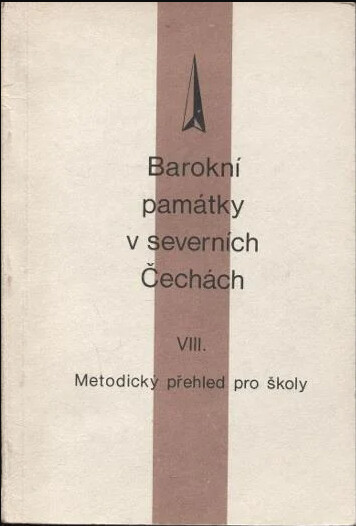 Barokní
památky
v severních
Čechách
VIII.
Metodický přehled pro školy